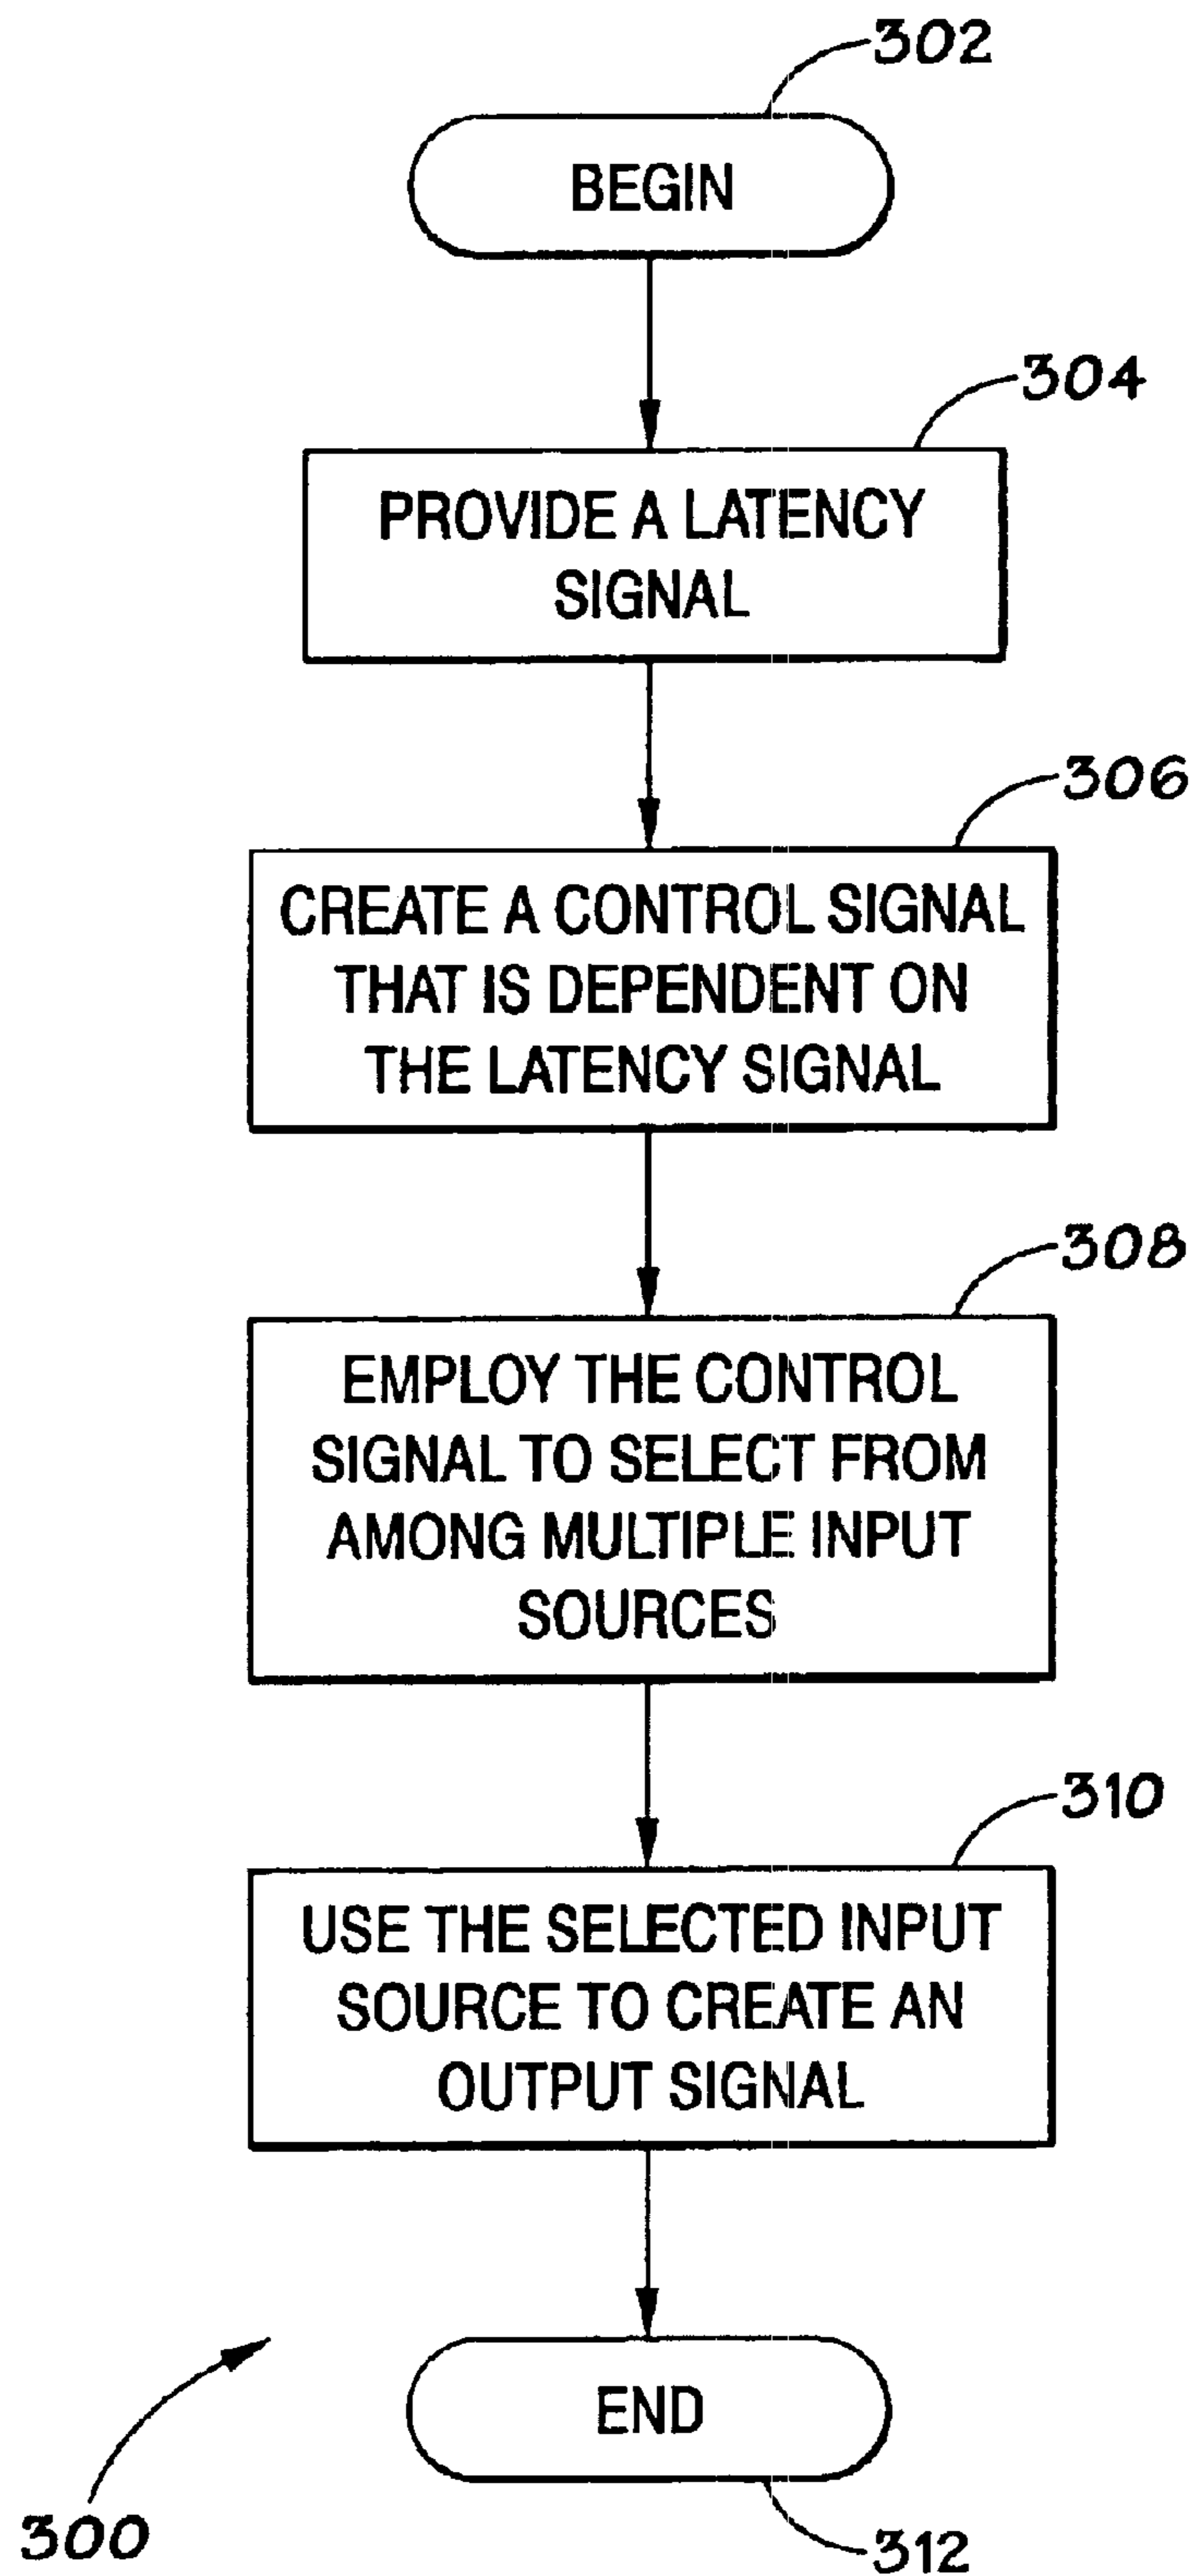 302
BEGIN
304
PROVIDE A LATENCY
SIGNAL
306
CREATE A CONTROL SIGNAL
THAT IS DEPENDENT ON
THE LATENCY SIGNAL
308
EMPLOY THE CONTROL
SIGNAL TO SELECT FROM
AMONG MULTIPLE INPUT
SOURCES
310
USE THE SELECTED INPUT
SOURCE TO CREATE AN
OUTPUT SIGNAL
END
300
312